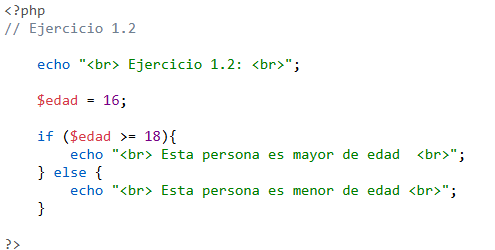 <?php
// Ejercicio 1.2
echo "<br> Ejercicio 1.2: <br>";
$edad = 16;
if ($edad >= 18){
echo "<br> Esta persona es mayor de edad  <br>";
} else {
echo "<br> Esta persona es menor de edad <br>";
}
?>